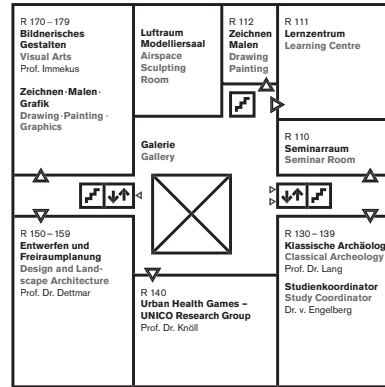 R 170 – 179
Bildnerisches
Gestalten
Visual Arts
Prof. Immekus
Zeichnen · Malen ·
Grafik
Drawing · Painting ·
Graphics
Luftraum
Modelliersaal
Airspace
Sculpting
Room
R 112
Zeichnen
Malen
Drawing
Painting
R 111
Lernzentrum
Learning Centre
R 110
Seminarraum
Seminar Room
Galerie
Gallery
R 150 – 159
Entwerfen und
Freiraumplanung
Design and Land-
scape Architecture
Prof. Dr. Dettmar
R 140
Urban Health Games –
UNICO Research Group
Prof. Dr. Knöll
R 130 – 139
Klassische Archäolog
Classical Archeology
Prof. Dr. Lang
Studienkoordinator
Study Coordinator
Dr. v. Engelberg